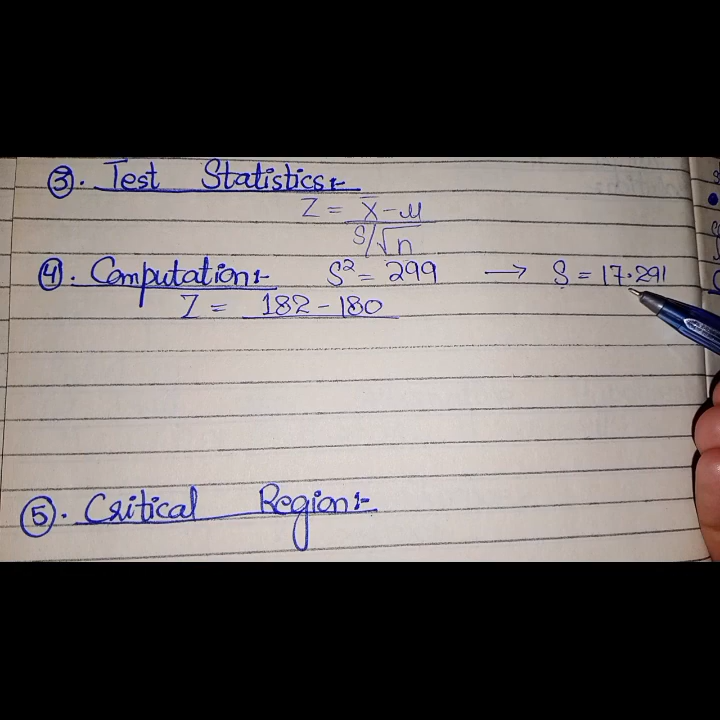 ③. Test Statistics:-
Z = X̄ - μ
S/√n
④. Computation:- S² = 299 → S = 17.291
Z = 182 - 180
⑤. Critical Region:-